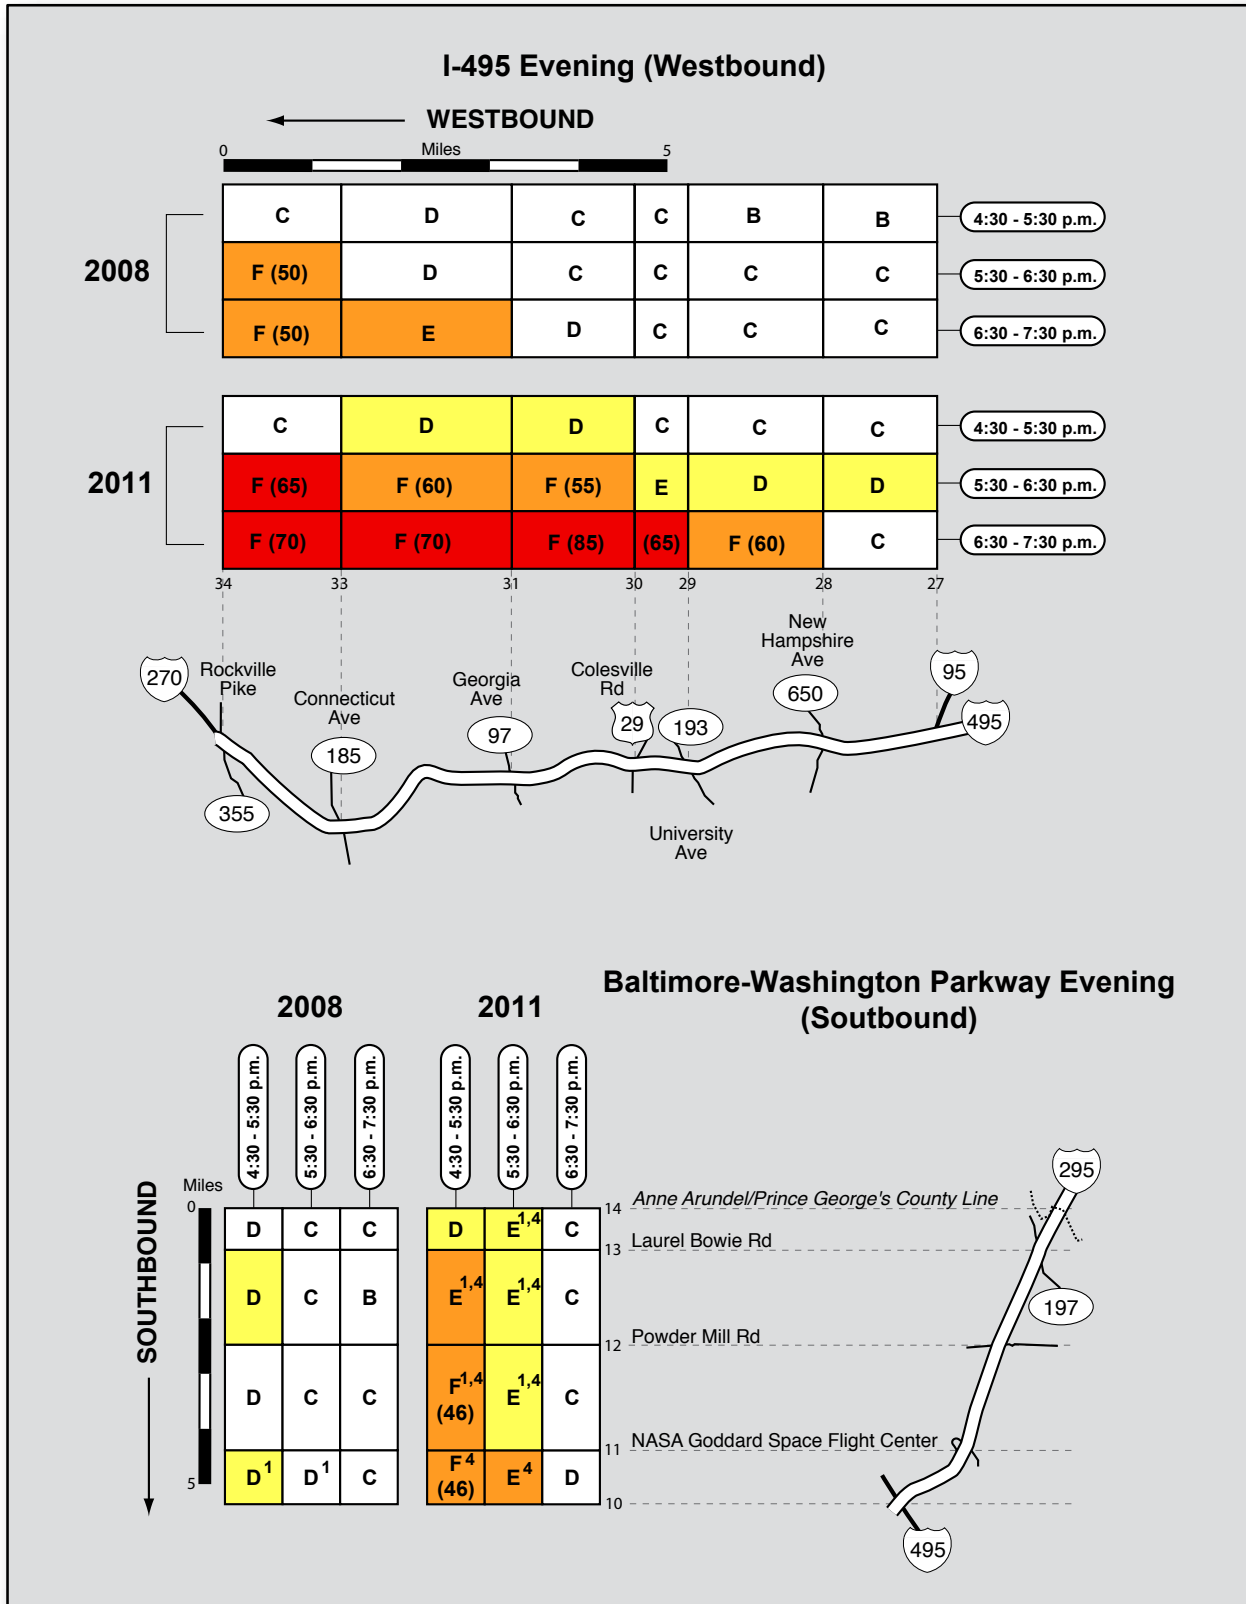 I-495 Evening (Westbound)
WESTBOUND
0 Miles 5
C D C C B B 4:30 - 5:30 p.m.
2008 F (50) D C C C C 5:30 - 6:30 p.m.
F (50) E D C C C 6:30 - 7:30 p.m.
C D D C C C 4:30 - 5:30 p.m.
2011 F (65) F (60) F (55) E D D 5:30 - 6:30 p.m.
F (70) F (70) F (85) (65) F (60) C 6:30 - 7:30 p.m.
34 33 31 30 29 28 27
270
Rockville
Pike
355
Connecticut
Ave
185
Georgia
Ave
97
Colesville
Rd
29
193
University
Ave
New
Hampshire
Ave
650
95
495
Baltimore-Washington Parkway Evening
(Soutbound)
2008 2011
4:30 - 5:30 p.m. 5:30 - 6:30 p.m. 6:30 - 7:30 p.m. 4:30 - 5:30 p.m. 5:30 - 6:30 p.m. 6:30 - 7:30 p.m.
SOUTHBOUND
Miles
0
5
D C C D E1,4 C
D C B E1,4 E1,4 C
D C C F1,4 (46) E1,4 C
D1 D1 C F4 (46) E4 D
14 Anne Arundel/Prince George's County Line
13 Laurel Bowie Rd
12 Powder Mill Rd
11 NASA Goddard Space Flight Center
10
295
197
495